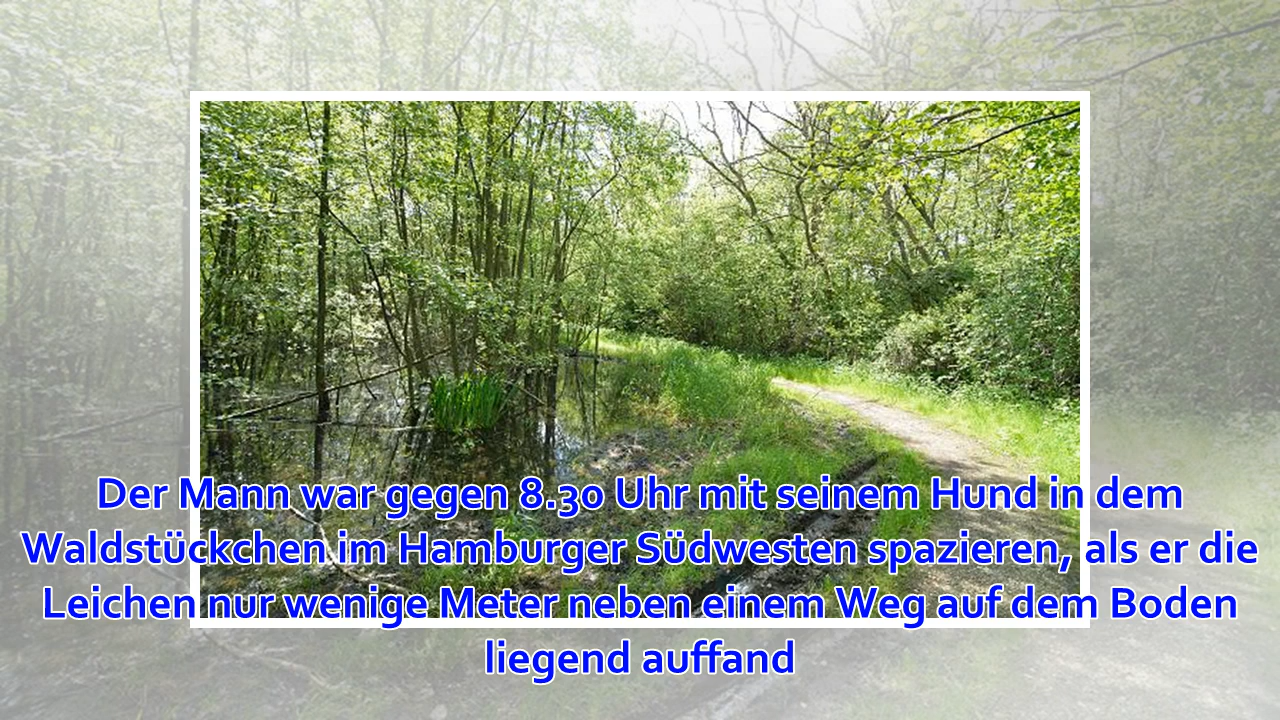 Der Mann war gegen 8.30 Uhr mit seinem Hund in dem
Waldstückchen im Hamburger Südwesten spazieren, als er die
Leichen nur wenige Meter neben einem Weg auf dem Boden
liegend auffand